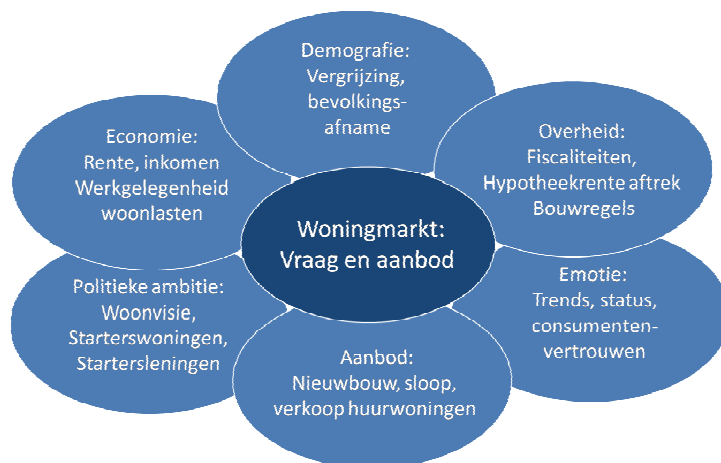 Demografie:
Vergrijzing,
bevolkings-
afname
Economie:
Rente, inkomen
Werkgelegenheid
woonlasten
Overheid:
Fiscaliteiten,
Hypotheekrente aftrek
Bouwregels
Woningmarkt:
Vraag en aanbod
Politieke ambitie:
Woonvisie,
Starterswoningen,
Startersleningen
Emotie:
Trends, status,
consumenten-
vertrouwen
Aanbod:
Nieuwbouw, sloop,
verkoop huurwoningen